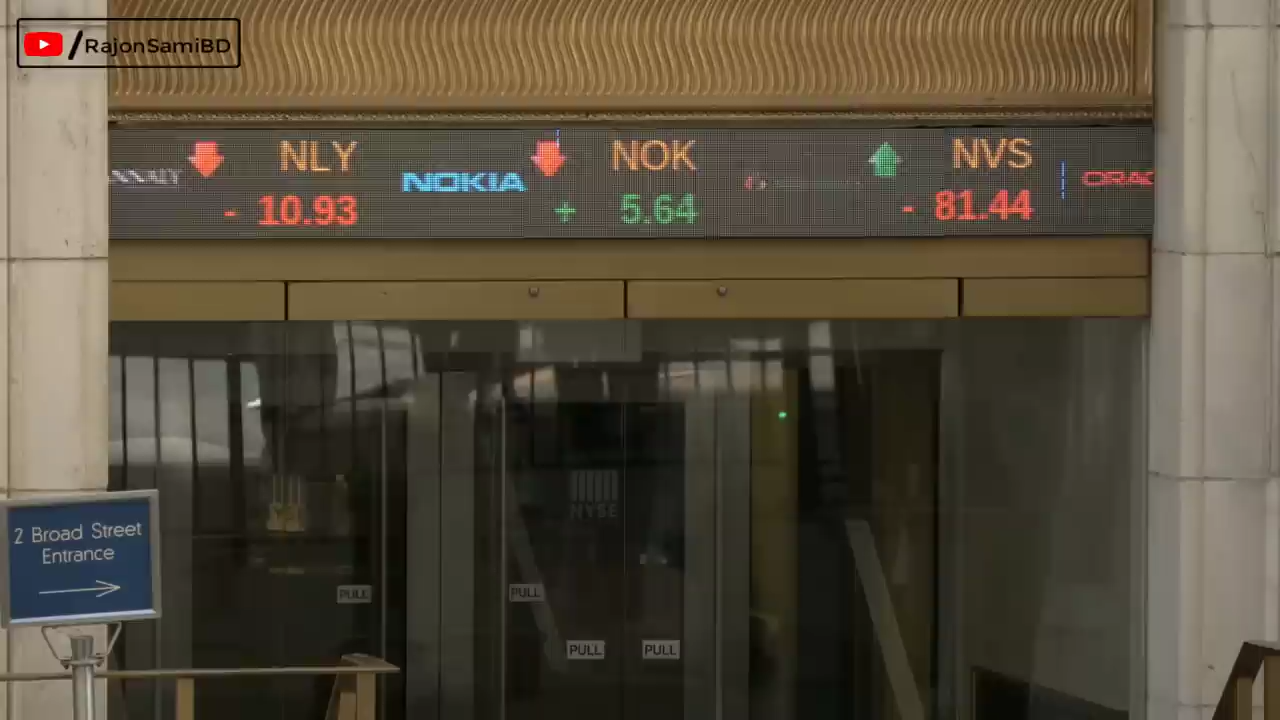 /RajonSamiBD
NLY
- 10.93
NOKIA
NOK
+ 5.64
NVS
- 81.44
2 Broad Street
Entrance
NYSE
PULL
PULL
PULL
PULL